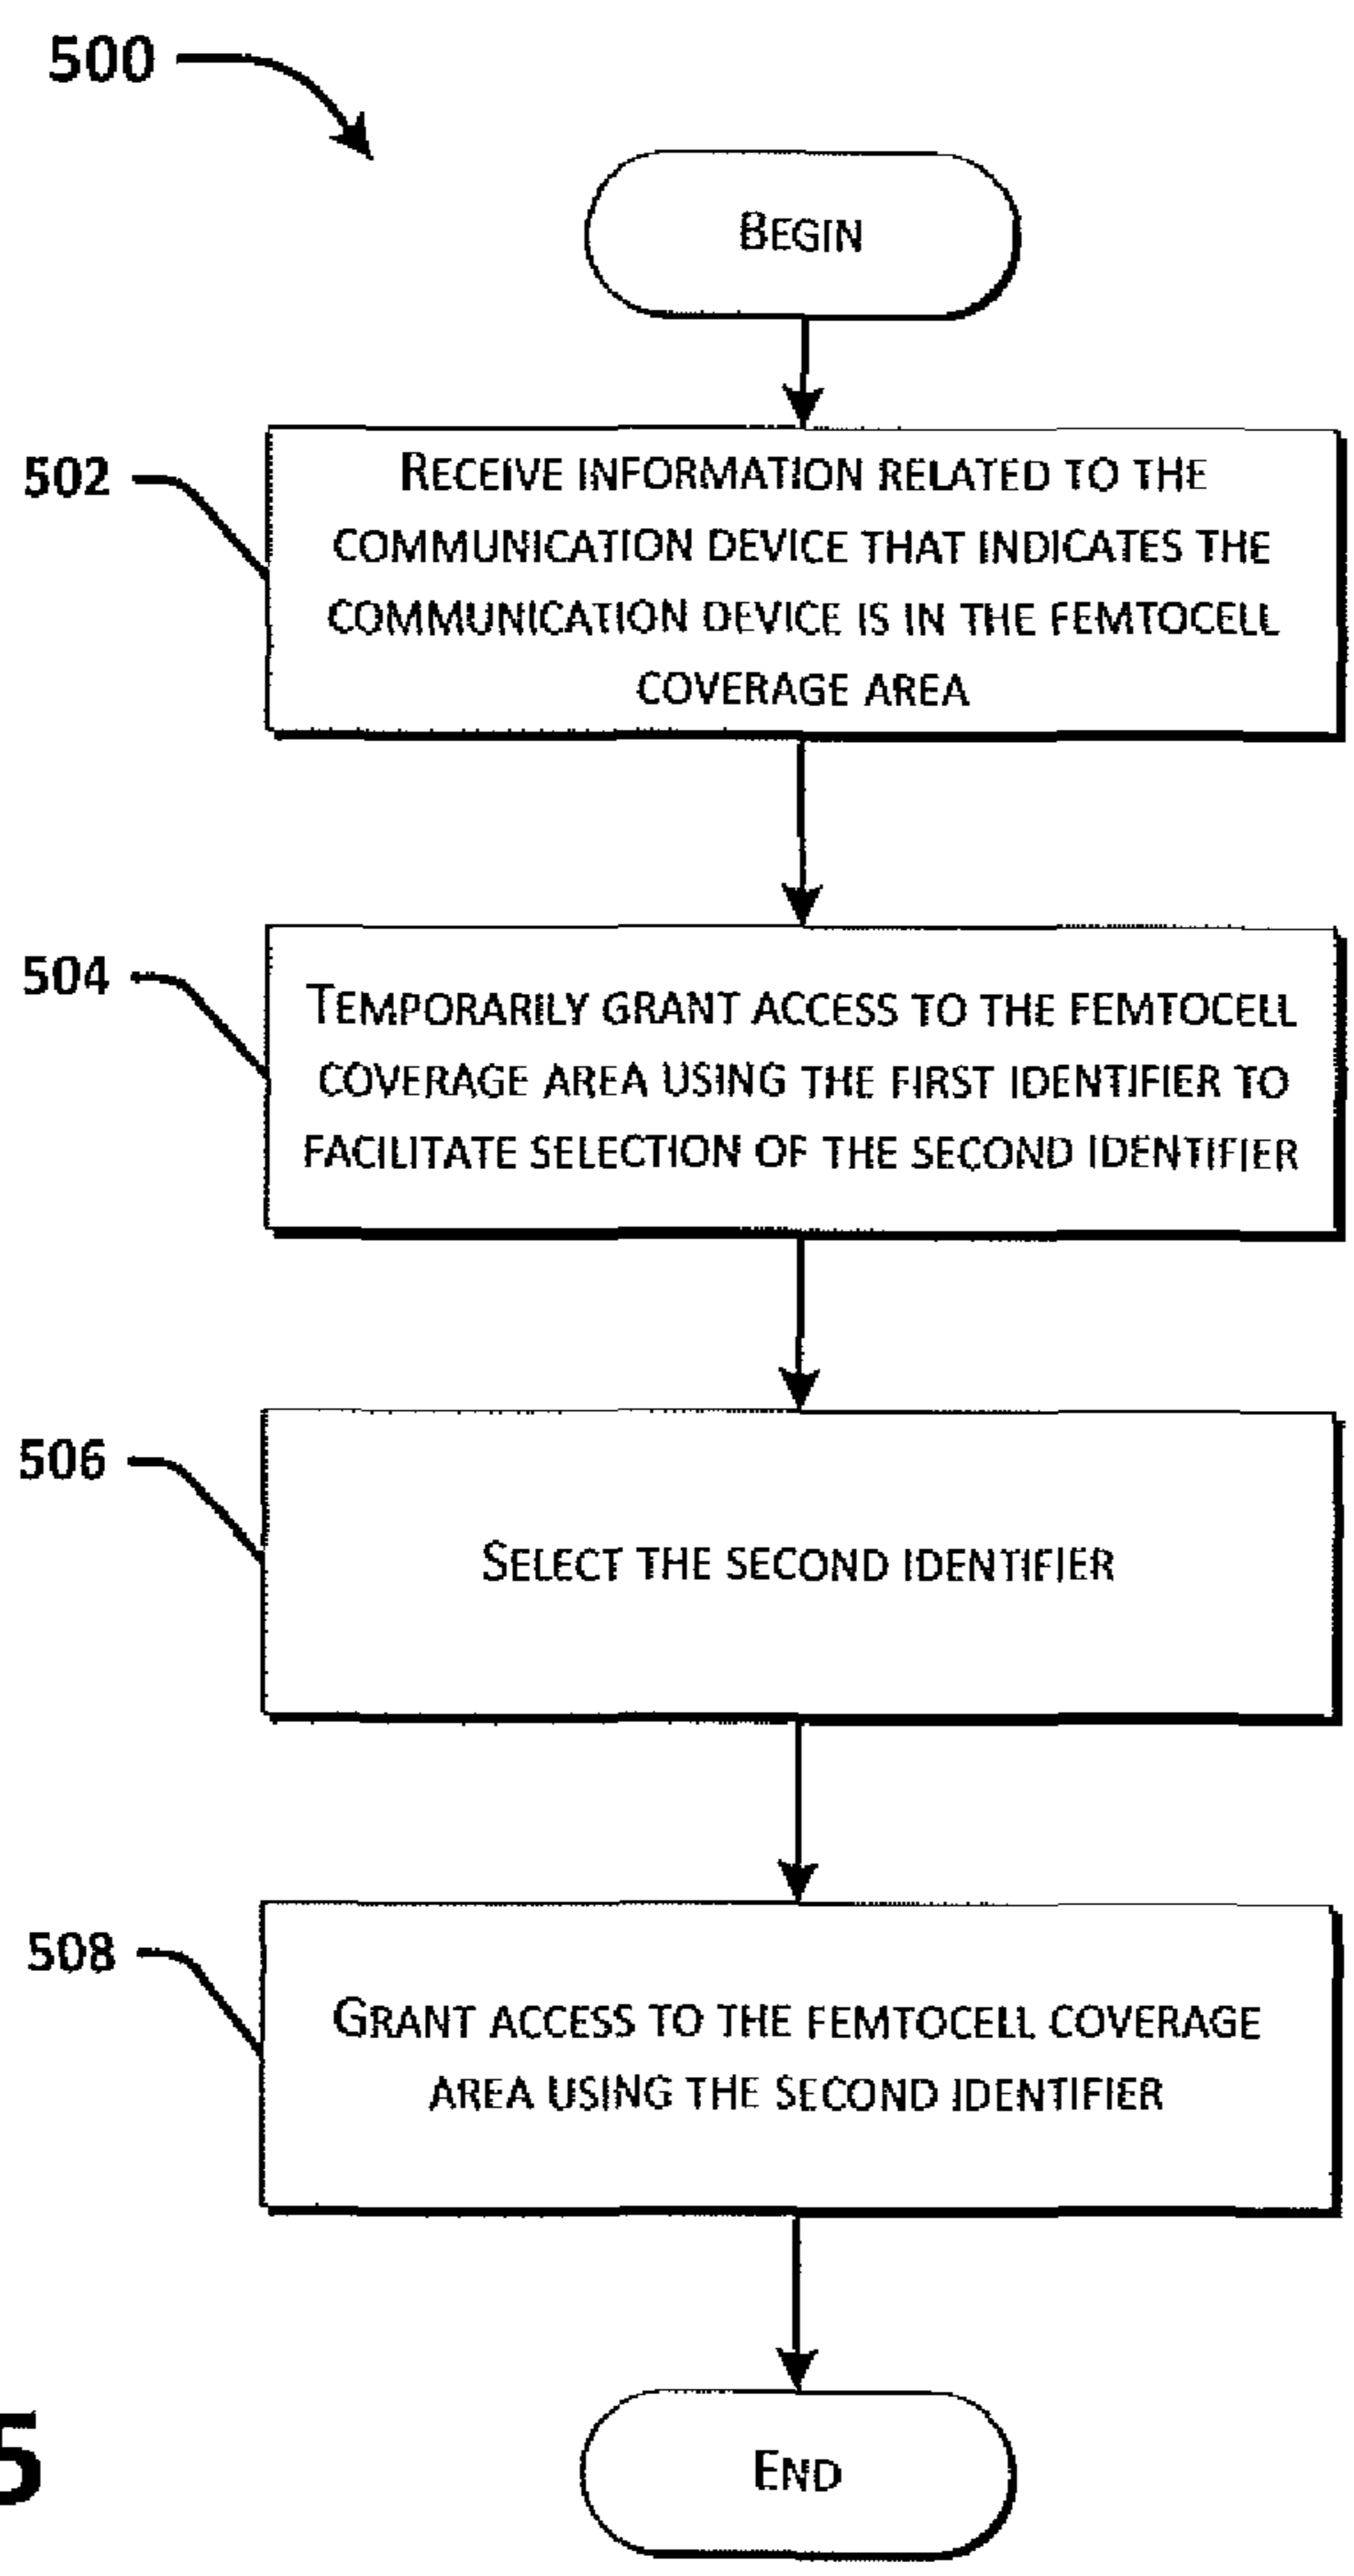 500
BEGIN
502
RECEIVE INFORMATION RELATED TO THE
COMMUNICATION DEVICE THAT INDICATES THE
COMMUNICATION DEVICE IS IN THE FEMTOCELL
COVERAGE AREA
504
TEMPORARILY GRANT ACCESS TO THE FEMTOCELL
COVERAGE AREA USING THE FIRST IDENTIFIER TO
FACILITATE SELECTION OF THE SECOND IDENTIFIER
506
SELECT THE SECOND IDENTIFIER
508
GRANT ACCESS TO THE FEMTOCELL COVERAGE
AREA USING THE SECOND IDENTIFIER
END
5